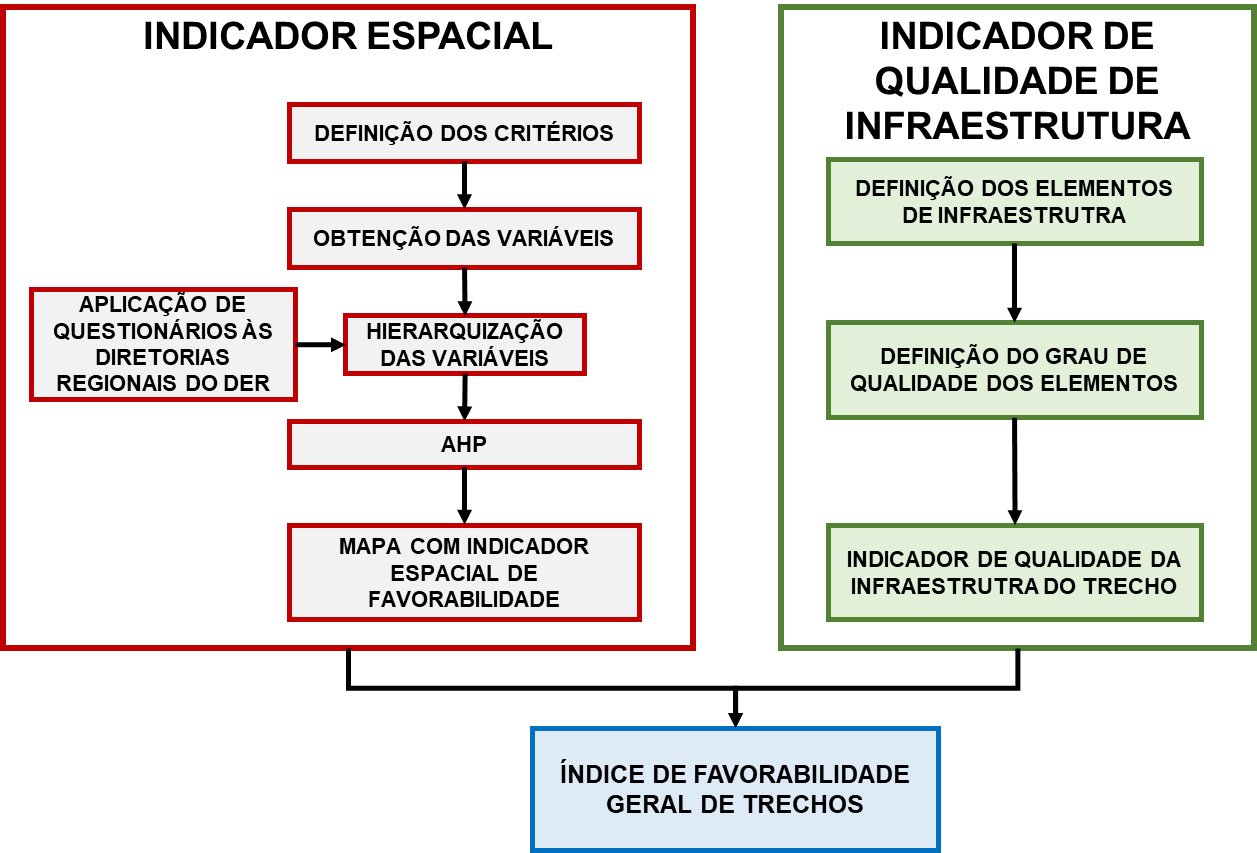 INDICADOR ESPACIAL
DEFINIÇÃO DOS CRITÉRIOS
OBTENÇÃO DAS VARIÁVEIS
APLICAÇÃO DE
QUESTIONÁRIOS ÀS
DIRETORIAS
REGIONAIS DO DER
HIERARQUIZAÇÃO
DAS VARIÁVEIS
AHP
MAPA COM INDICADOR
ESPACIAL DE
FAVORABILIDADE
INDICADOR DE
QUALIDADE DE
INFRAESTRUTURA
DEFINIÇÃO DOS ELEMENTOS
DE INFRAESTRUTRA
DEFINIÇÃO DO GRAU DE
QUALIDADE DOS ELEMENTOS
INDICADOR DE QUALIDADE DA
INFRAESTRUTRA DO TRECHO
ÍNDICE DE FAVORABILIDADE
GERAL DE TRECHOS